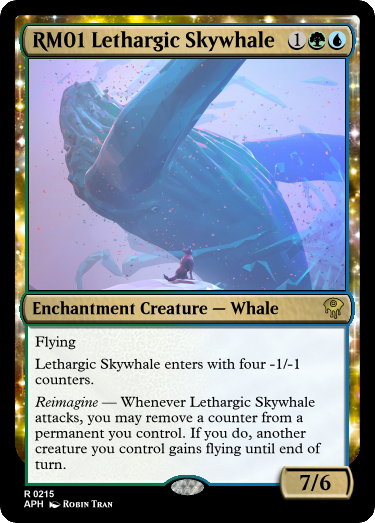 RM01 Lethargic Skywhale 1
Enchantment Creature — Whale
Flying
Lethargic Skywhale enters with four -1/-1
counters.
Reimagine — Whenever Lethargic Skywhale
attacks, you may remove a counter from a
permanent you control. If you do, another
creature you control gains flying until end of
turn.
7/6
R 0215
APH Robin Tran